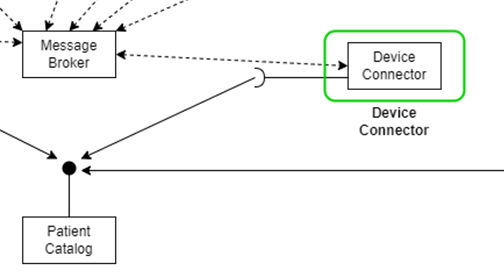 Message
Broker
Device
Connector
Device
Connector
Patient
Catalog